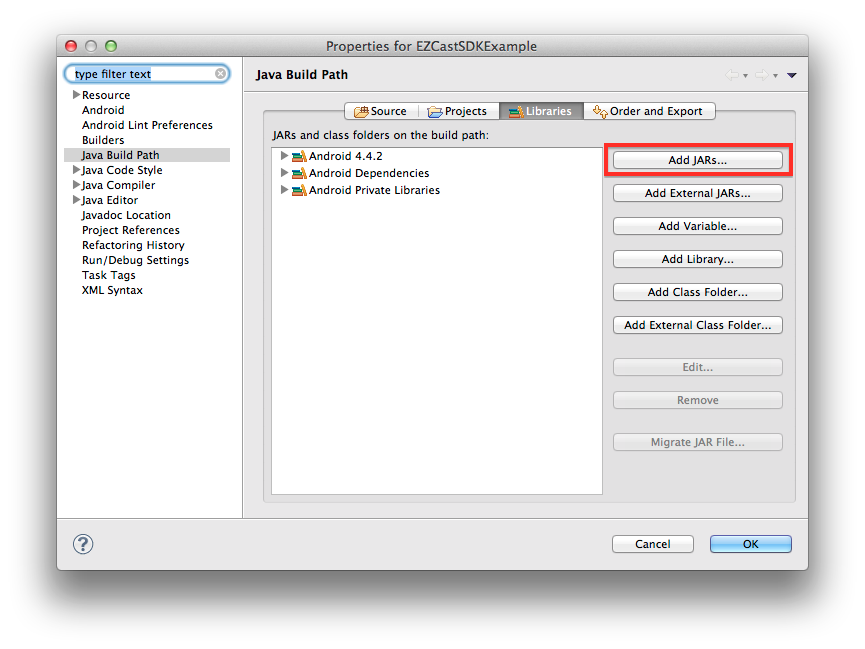 Properties for EZCastSDKExample
type filter text
Resource
Android
Android Lint Preferences
Builders
Java Build Path
Java Code Style
Java Compiler
Java Editor
Javadoc Location
Project References
Refactoring History
Run/Debug Settings
Task Tags
XML Syntax
Java Build Path
Source Projects Libraries Order and Export
JARs and class folders on the build path:
Android 4.4.2
Android Dependencies
Android Private Libraries
Add JARs...
Add External JARs...
Add Variable...
Add Library...
Add Class Folder...
Add External Class Folder...
Edit...
Remove
Migrate JAR File...
?
Cancel OK